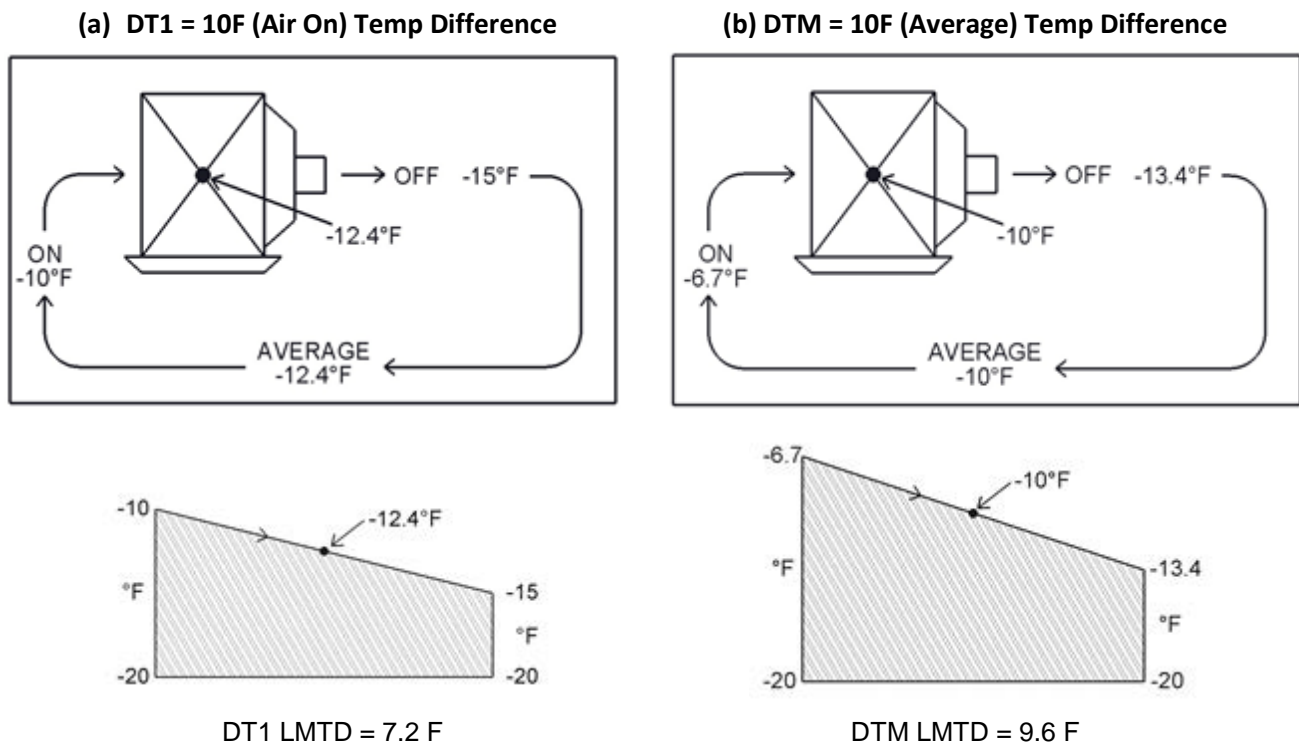 (a) DT1 = 10F (Air On) Temp Difference
OFF -15°F
-12.4°F
ON
-10°F
AVERAGE
-12.4°F
-10
-12.4°F
°F
-15
°F
-20
-20
DT1 LMTD = 7.2 F
(b) DTM = 10F (Average) Temp Difference
OFF -13.4°F
-10°F
ON
-6.7°F
AVERAGE
-10°F
-6.7
-10°F
°F
-13.4
°F
-20
-20
DTM LMTD = 9.6 F